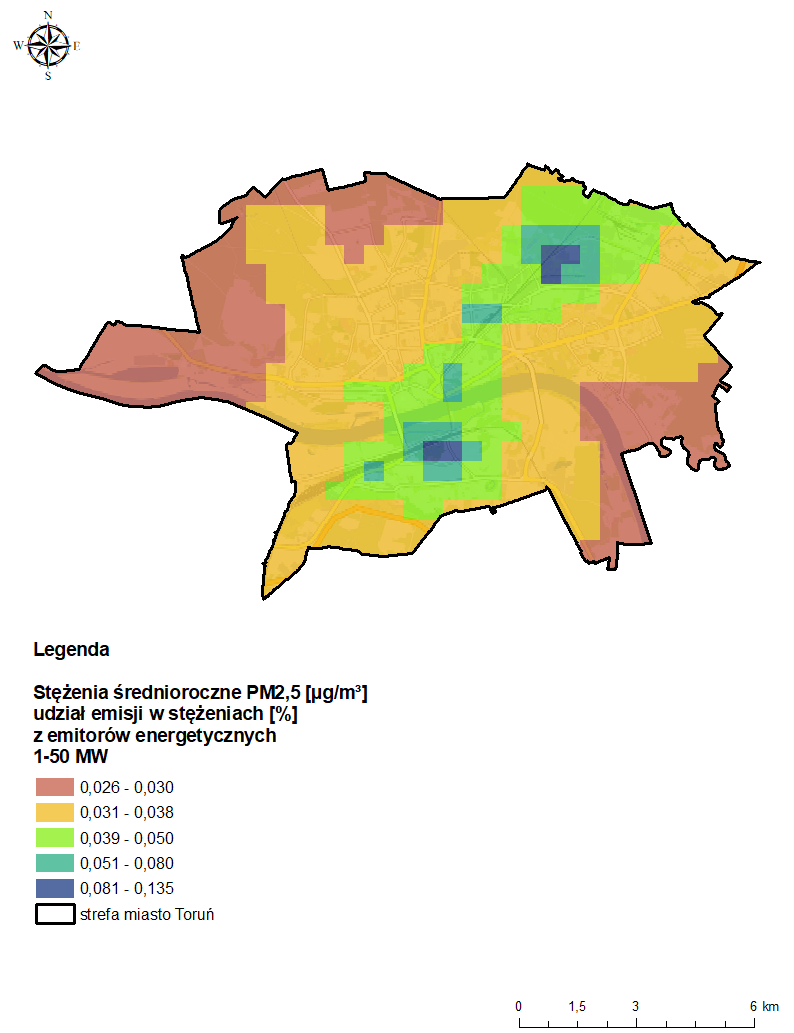 N
W E
S
Legenda
Stężenia średnioroczne PM2,5 [µg/m³]
udział emisji w stężeniach [%]
z emitorów energetycznych
1-50 MW
0,026 - 0,030
0,031 - 0,038
0,039 - 0,050
0,051 - 0,080
0,081 - 0,135
strefa miasto Toruń
0 1,5 3 6 km